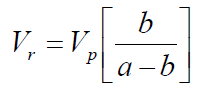 V_r = V_p [ b / (a − b) ]